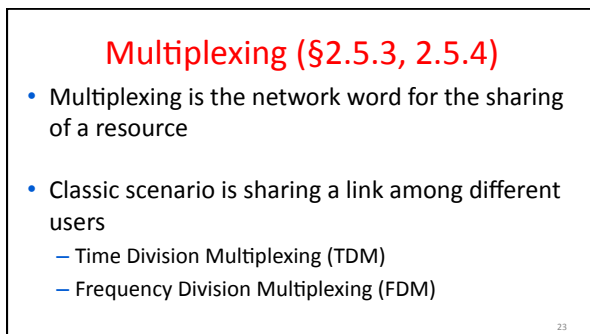 Multiplexing (§2.5.3, 2.5.4)
• Multiplexing is the network word for the sharing
of a resource
• Classic scenario is sharing a link among different
users
– Time Division Multiplexing (TDM)
– Frequency Division Multiplexing (FDM)
23